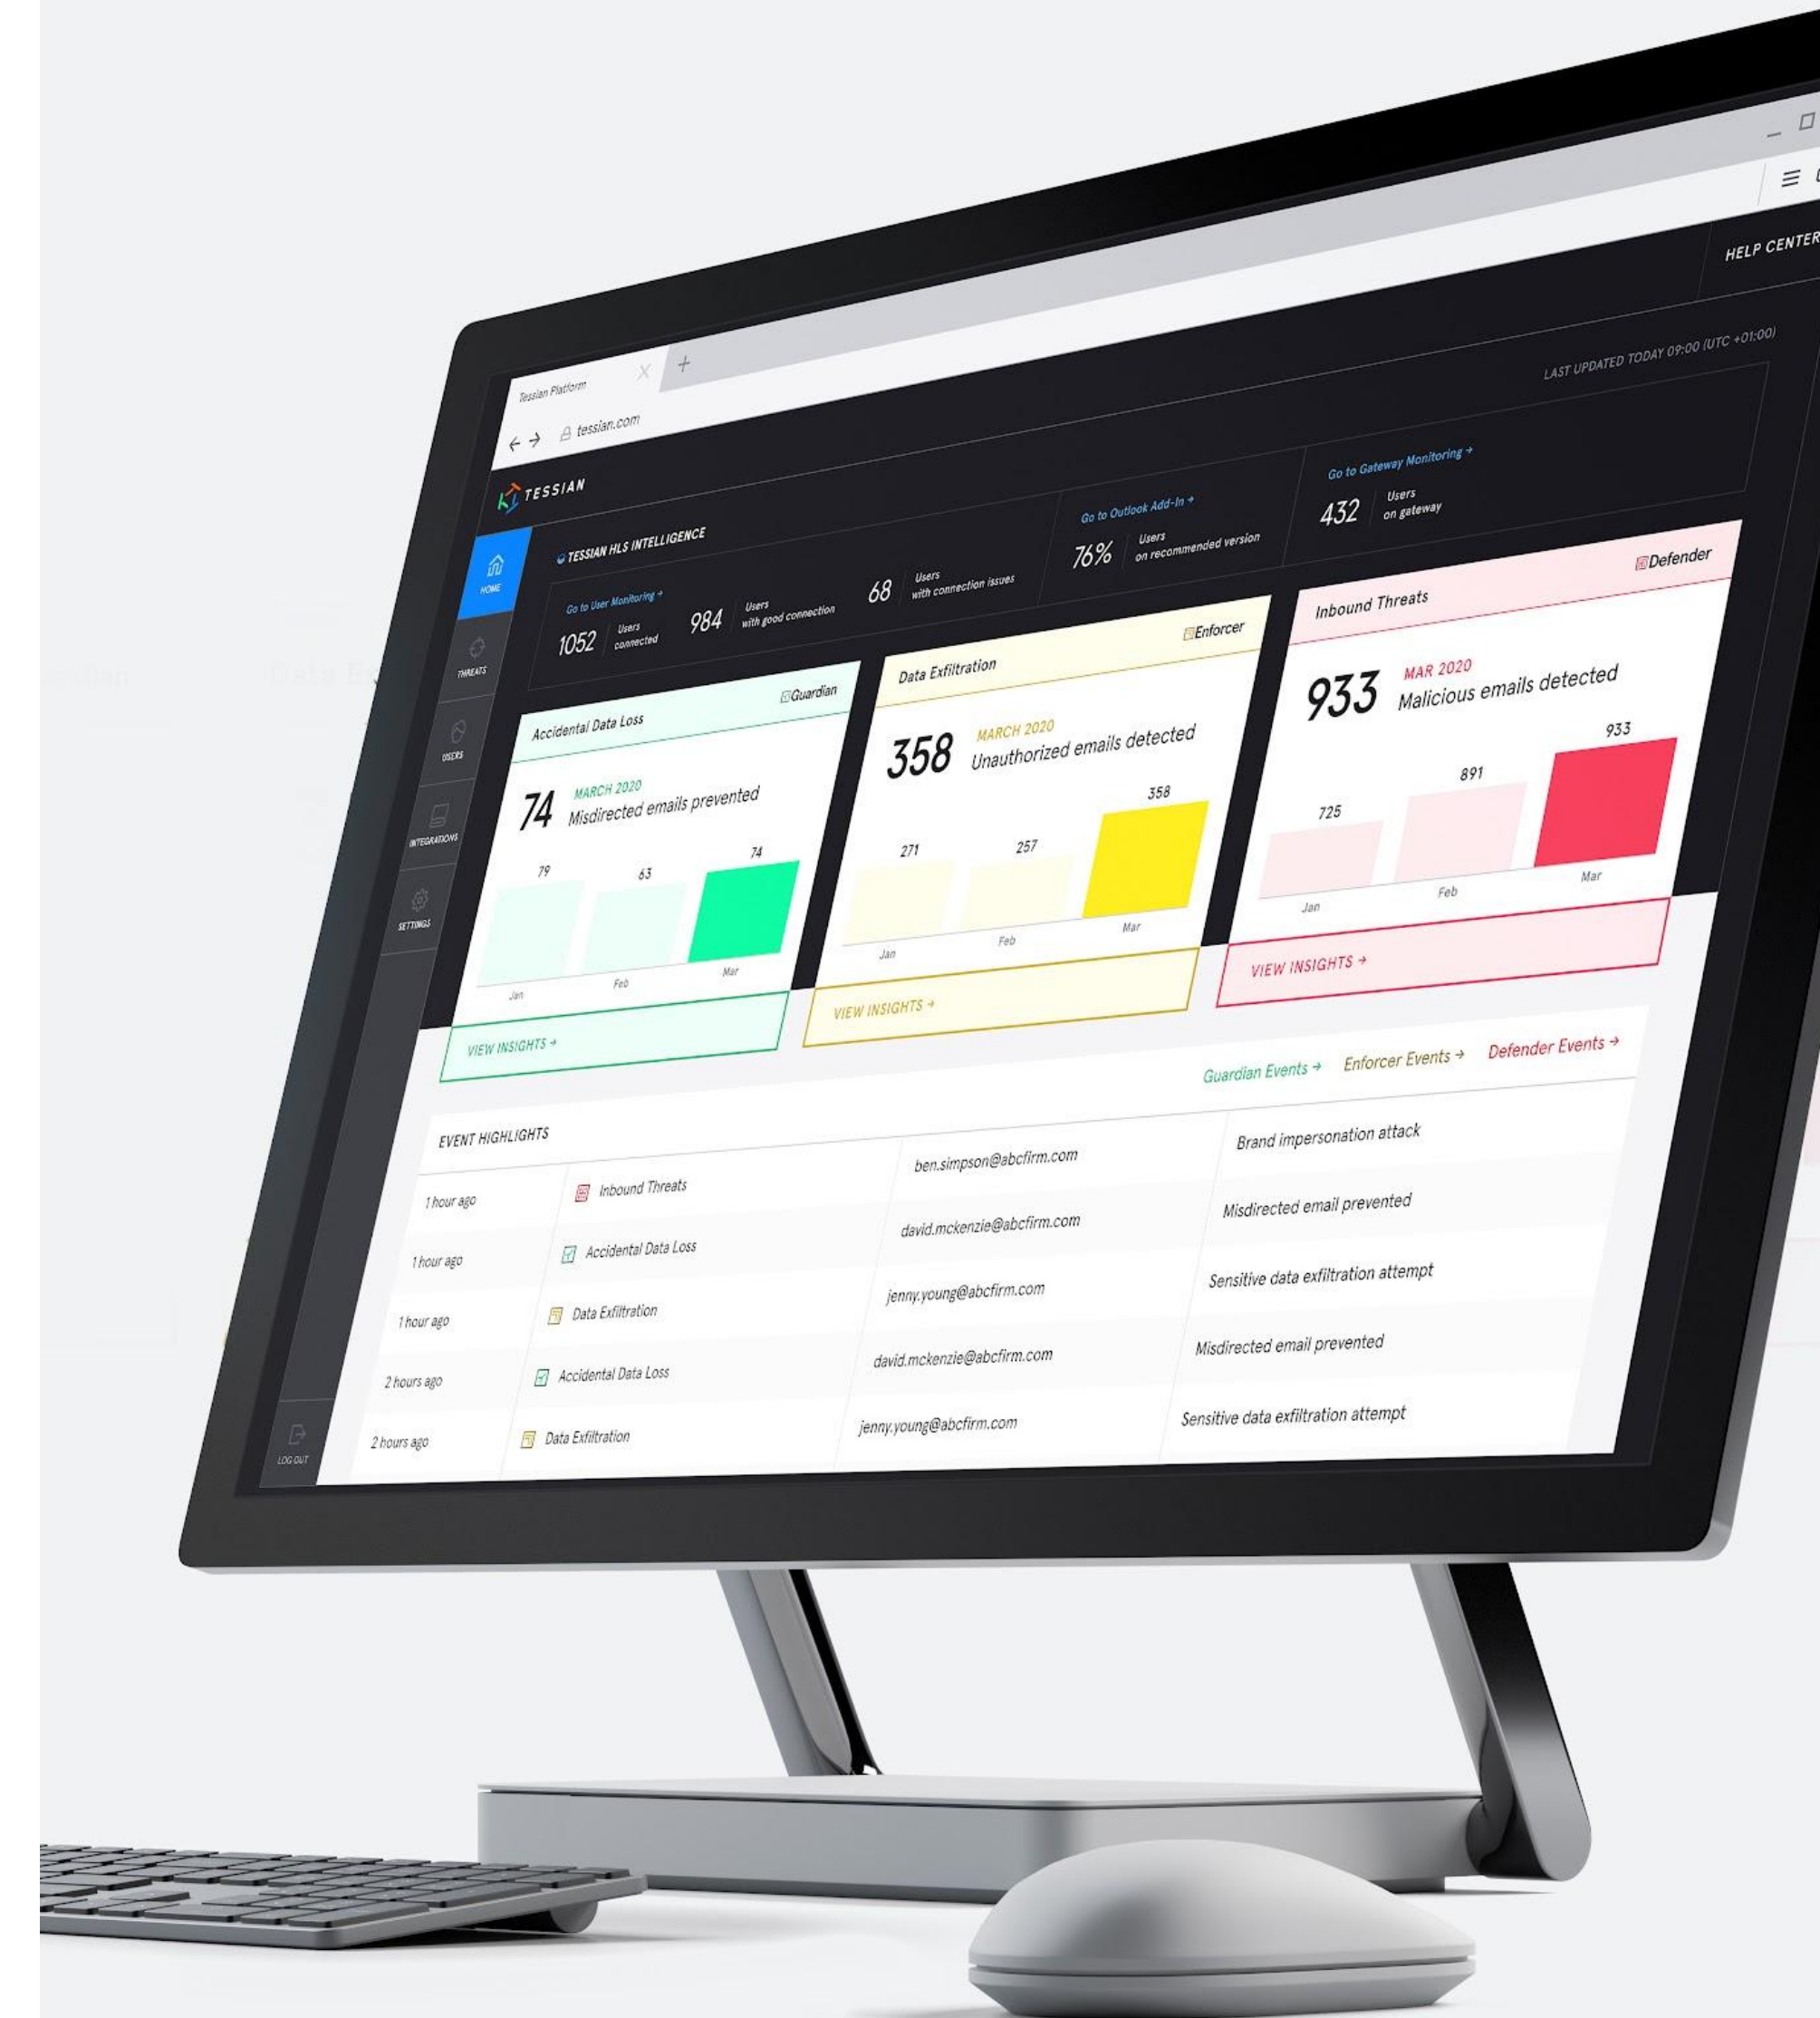 Tessian Platform
tessian.com
HELP CENTER
TESSIAN
LAST UPDATED TODAY 09:00 (UTC +01:00)
TESSIAN HLS INTELLIGENCE
Go to User Monitoring →
1052 Users connected
984 Users with good connection
68 Users with connection issues
Go to Outlook Add-In →
76% Users on recommended version
Go to Gateway Monitoring →
432 Users on gateway
HOME
THREATS
USERS
INTEGRATIONS
SETTINGS
LOG OUT
Accidental Data Loss Guardian
74 MARCH 2020
Misdirected emails prevented
79 63 74
Jan Feb Mar
VIEW INSIGHTS →
Data Exfiltration Enforcer
358 MARCH 2020
Unauthorized emails detected
271 257 358
Jan Feb Mar
VIEW INSIGHTS →
Inbound Threats Defender
933 MAR 2020
Malicious emails detected
725 891 933
Jan Feb Mar
VIEW INSIGHTS →
Guardian Events → Enforcer Events → Defender Events →
EVENT HIGHLIGHTS
1 hour ago Inbound Threats ben.simpson@abcfirm.com Brand impersonation attack
1 hour ago Accidental Data Loss david.mckenzie@abcfirm.com Misdirected email prevented
1 hour ago Data Exfiltration jenny.young@abcfirm.com Sensitive data exfiltration attempt
2 hours ago Accidental Data Loss david.mckenzie@abcfirm.com Misdirected email prevented
2 hours ago Data Exfiltration jenny.young@abcfirm.com Sensitive data exfiltration attempt